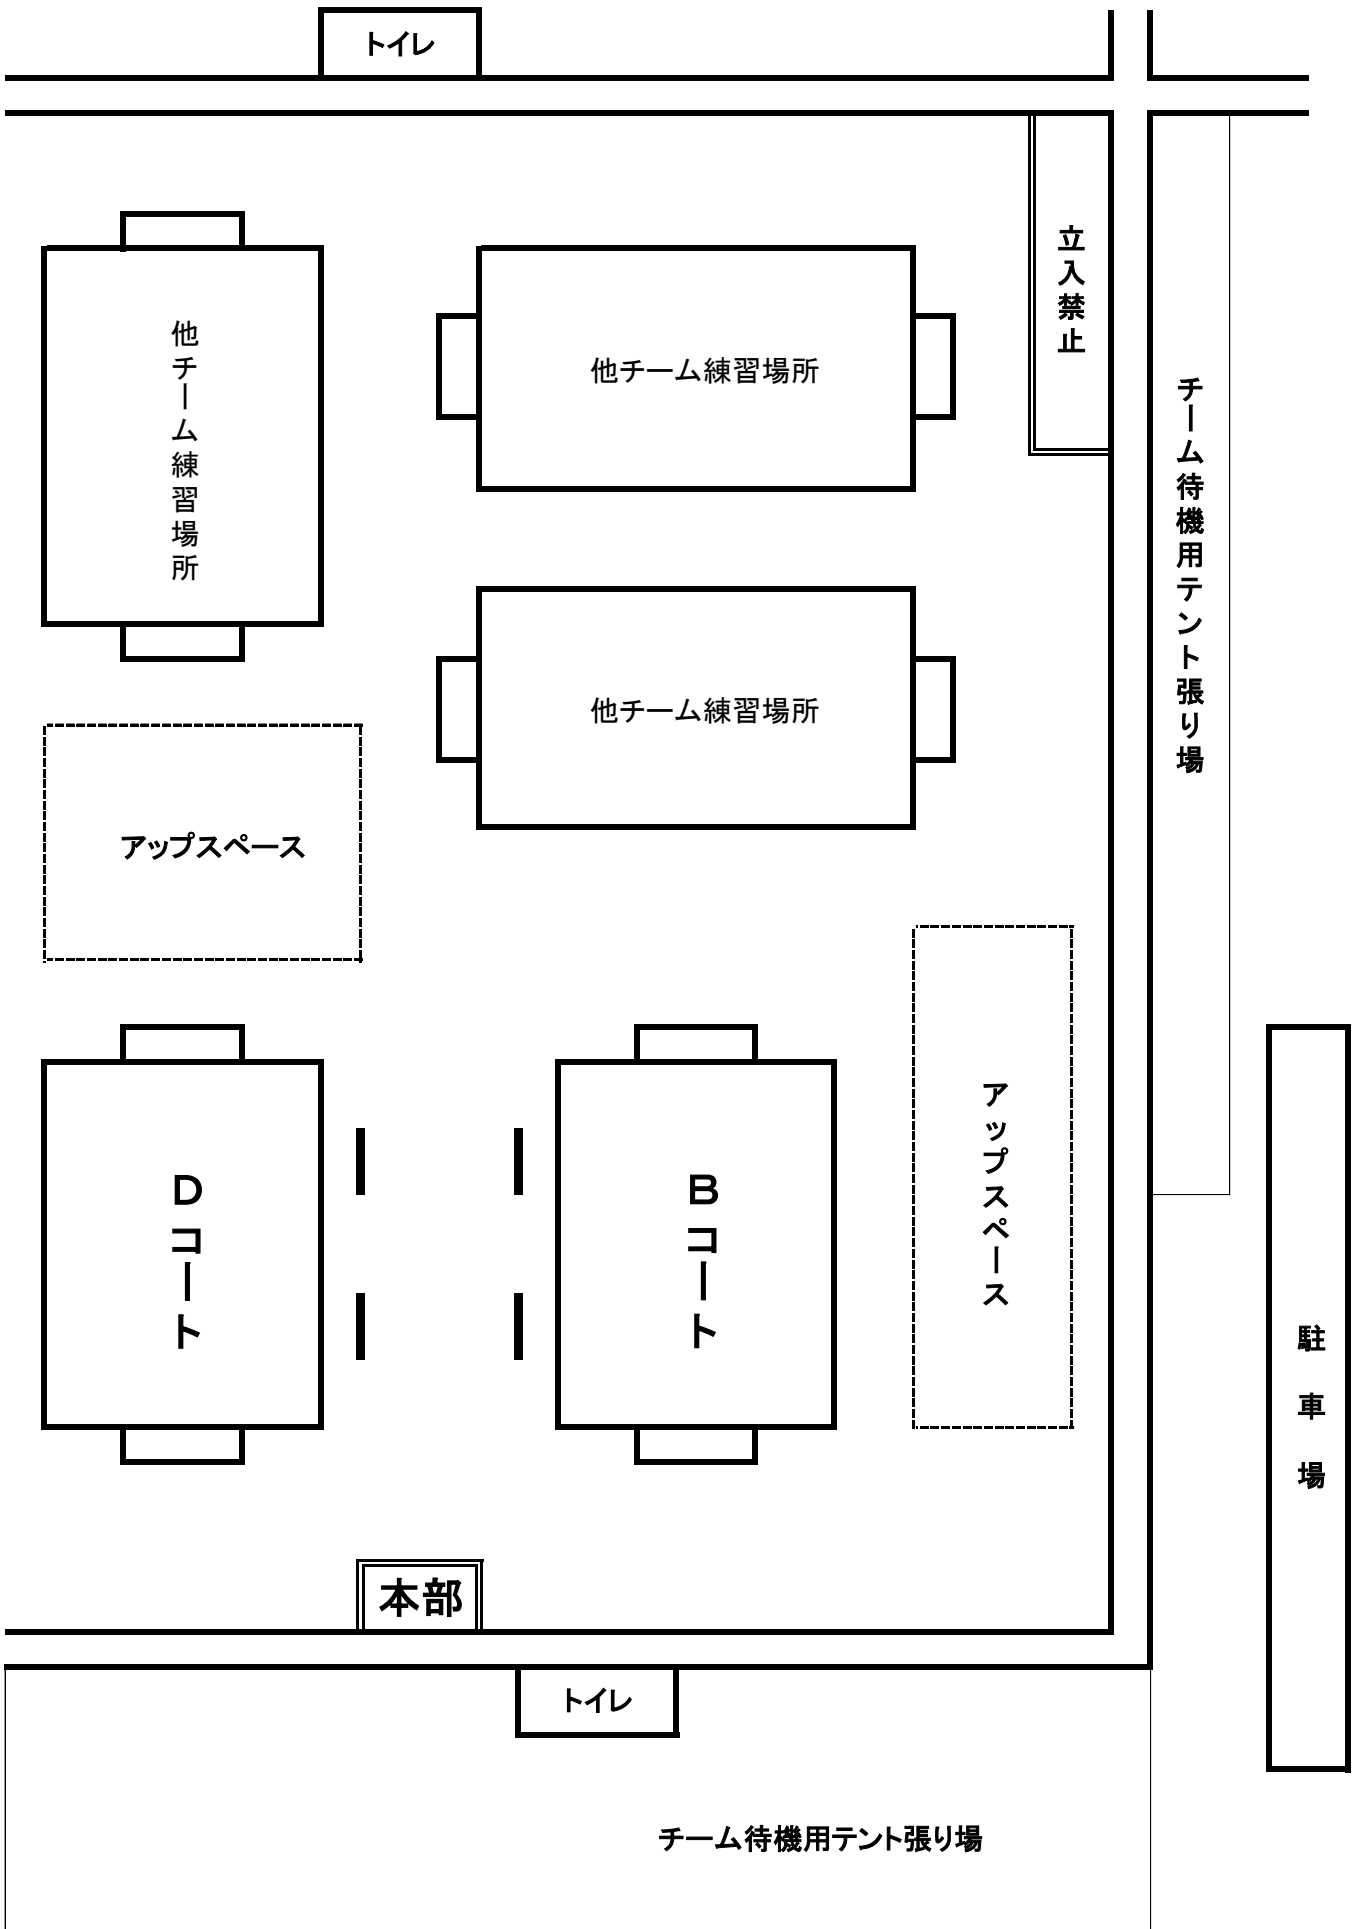 トイレ
立入禁止
他チーム練習場所
他チーム練習場所
チーム待機用テント張り場
他チーム練習場所
アップスペース
アップスペース
Dコート
Bコート
駐車場
本部
トイレ
チーム待機用テント張り場